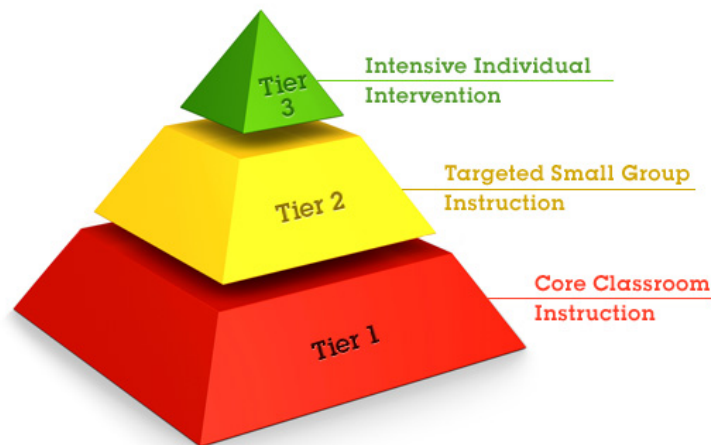 Tier
3
Intensive Individual
Intervention
Tier 2
Targeted Small Group
Instruction
Core Classroom
Instruction
Tier 1